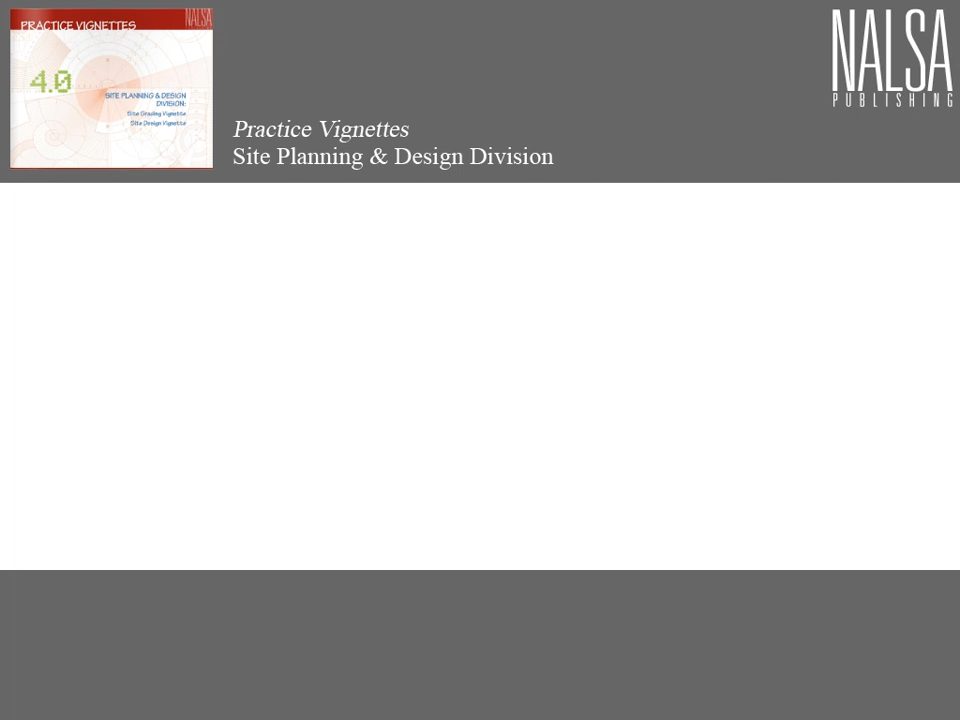 PRACTICE VIGNETTES
NALSA
4.0
SITE PLANNING & DESIGN
DIVISION:
Site Grading Vignette
Site Design Vignette
NALSA
PUBLISHING
Practice Vignettes
Site Planning & Design Division